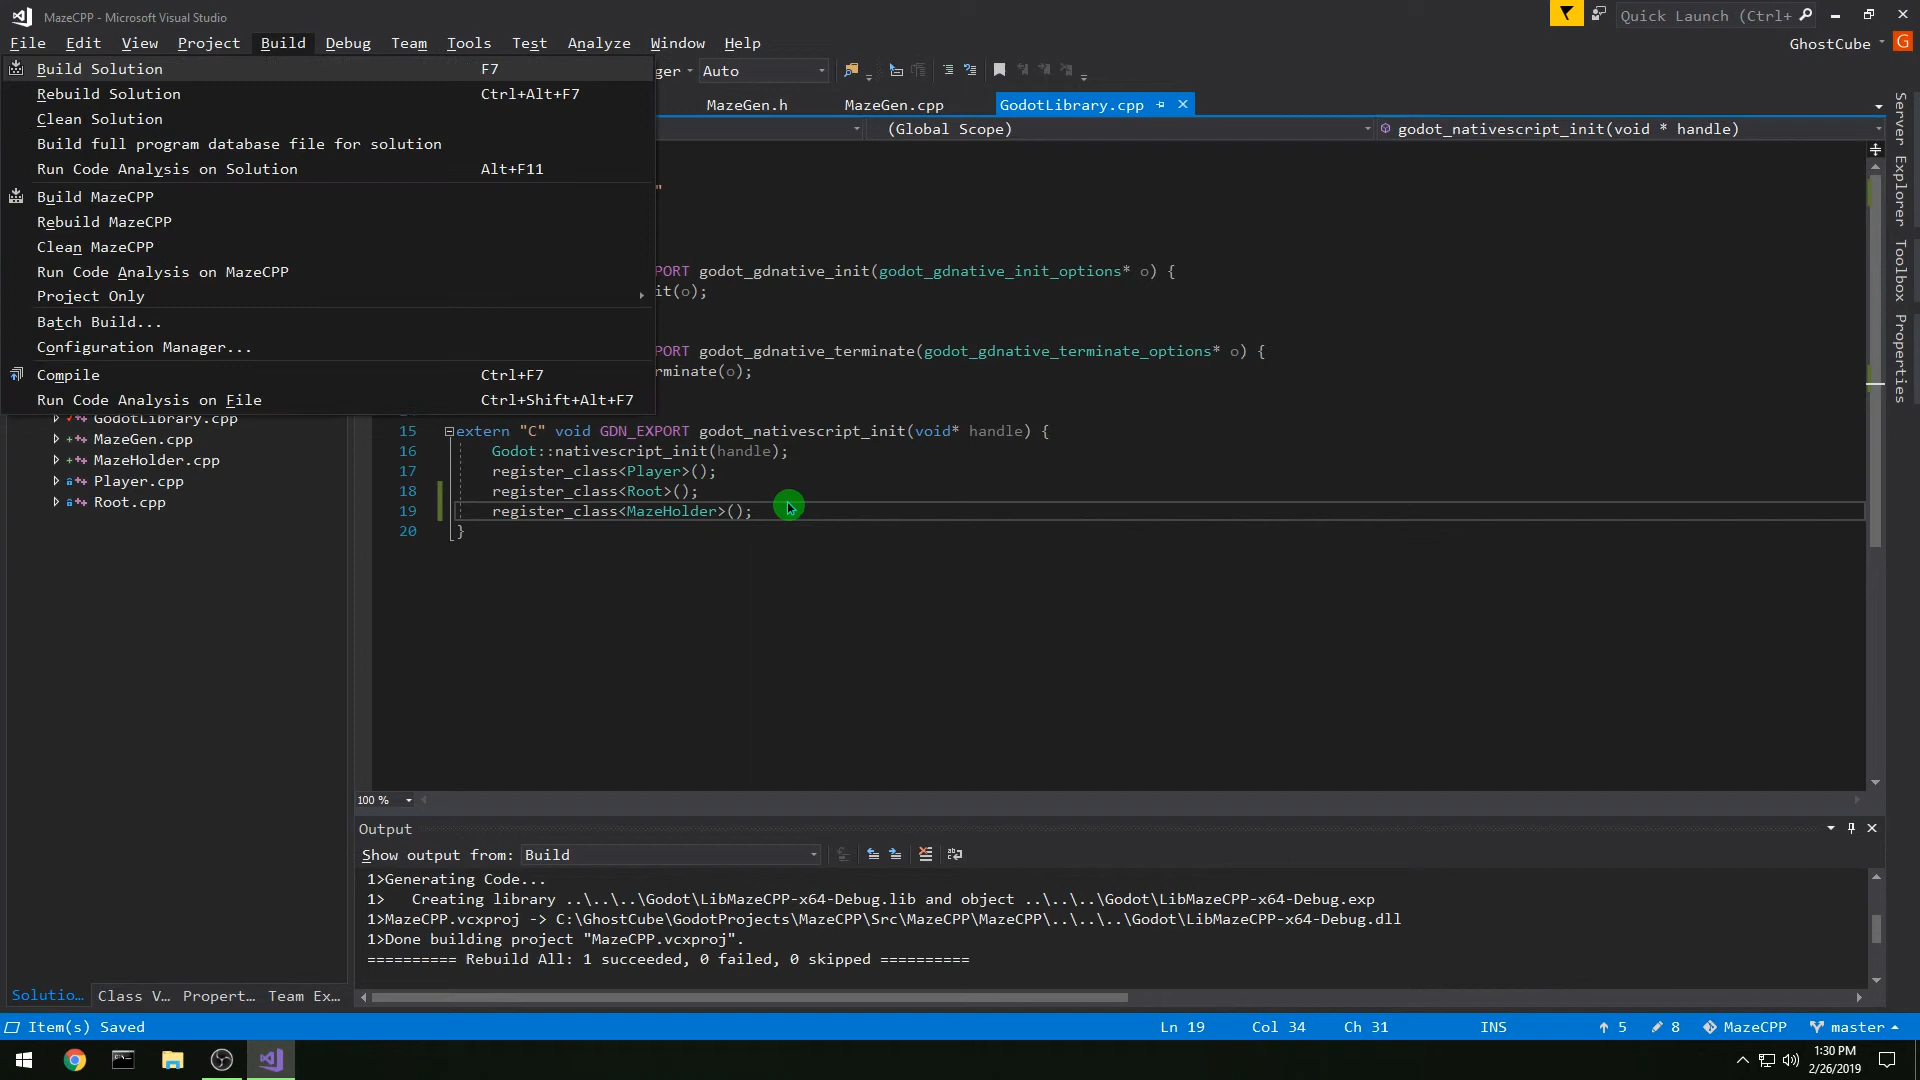 MazeCPP - Microsoft Visual Studio
Quick Launch (Ctrl+
File Edit View Project Build Debug Team Tools Test Analyze Window Help
GhostCube G
Build Solution F7
ger Auto
Rebuild Solution Ctrl+Alt+F7
Clean Solution
Build full program database file for solution
Run Code Analysis on Solution Alt+F11
Build MazeCPP
Rebuild MazeCPP
Clean MazeCPP
Run Code Analysis on MazeCPP
Project Only
Batch Build...
Configuration Manager...
Compile Ctrl+F7
Run Code Analysis on File Ctrl+Shift+Alt+F7
MazeGen.h MazeGen.cpp GodotLibrary.cpp
(Global Scope) godot_nativescript_init(void * handle)
"
PORT godot_gdnative_init(godot_gdnative_init_options* o) {
it(o);
PORT godot_gdnative_terminate(godot_gdnative_terminate_options* o) {
rminate(o);
15 extern "C" void GDN_EXPORT godot_nativescript_init(void* handle) {
16 Godot::nativescript_init(handle);
17 register_class<Player>();
18 register_class<Root>();
19 register_class<MazeHolder>();
20 }
GodotLibrary.cpp
MazeGen.cpp
MazeHolder.cpp
Player.cpp
Root.cpp
Server Explorer
Toolbox
Properties
100 %
Output
Show output from: Build
1>Generating Code...
1>   Creating library ..\..\..\Godot\LibMazeCPP-x64-Debug.lib and object ..\..\..\Godot\LibMazeCPP-x64-Debug.exp
1>MazeCPP.vcxproj -> C:\GhostCube\GodotProjects\MazeCPP\Src\MazeCPP\MazeCPP\..\..\..\Godot\LibMazeCPP-x64-Debug.dll
1>Done building project "MazeCPP.vcxproj".
========== Rebuild All: 1 succeeded, 0 failed, 0 skipped ==========
Solutio... Class V... Propert... Team Ex...
Item(s) Saved Ln 19 Col 34 Ch 31 INS 5 8 MazeCPP master
1:30 PM
2/26/2019